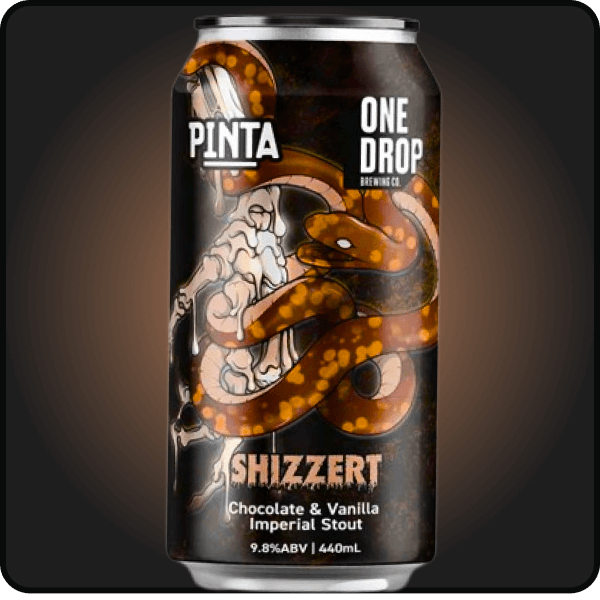 PINTA
ONE
DROP
BREWING CO.
SHIZZERT
Chocolate & Vanilla
Imperial Stout
9.8%ABV | 440mL